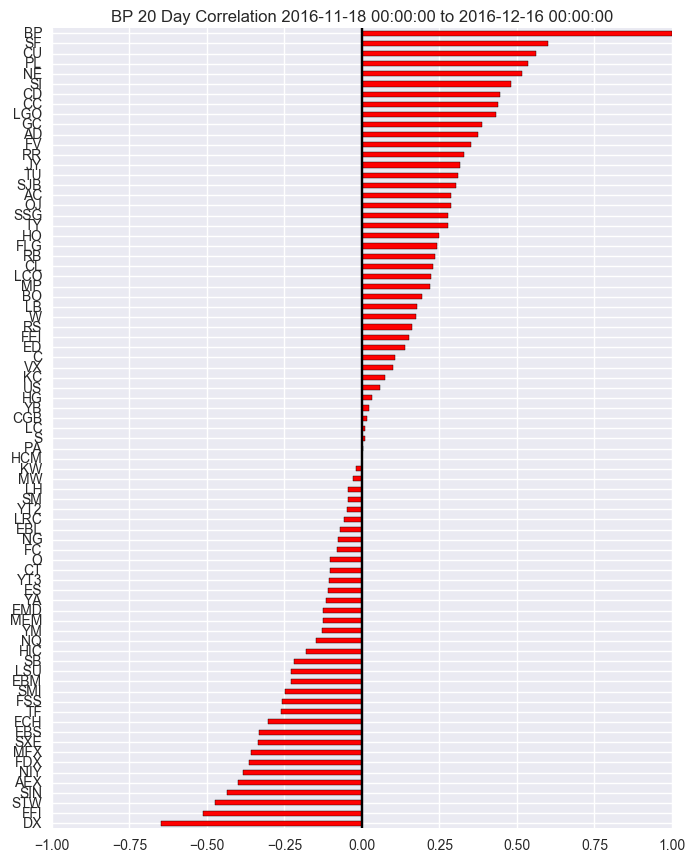 BP 20 Day Correlation 2016-11-18 00:00:00 to 2016-12-16 00:00:00
BP
SF
CU
PL
NE
SI
CD
CC
LGO
GC
AD
FV
RR
JY
TU
SJB
AC
OJ
SSG
TY
HO
FLG
RB
CL
LCO
MP
BO
LB
W
RS
FEI
ED
C
VX
KC
US
HG
YB
CGB
LC
S
PA
HCM
KW
MW
LH
SM
YT2
LRC
EBL
NG
FC
O
CT
YT3
ES
YA
EMD
MEM
YM
NQ
HIC
SB
LSU
EBM
SMI
FSS
TF
FCH
EBS
SXE
MFX
FDX
NIY
AEX
SIN
STW
FFI
DX
−1.00 −0.75 −0.50 −0.25 0.00 0.25 0.50 0.75 1.00